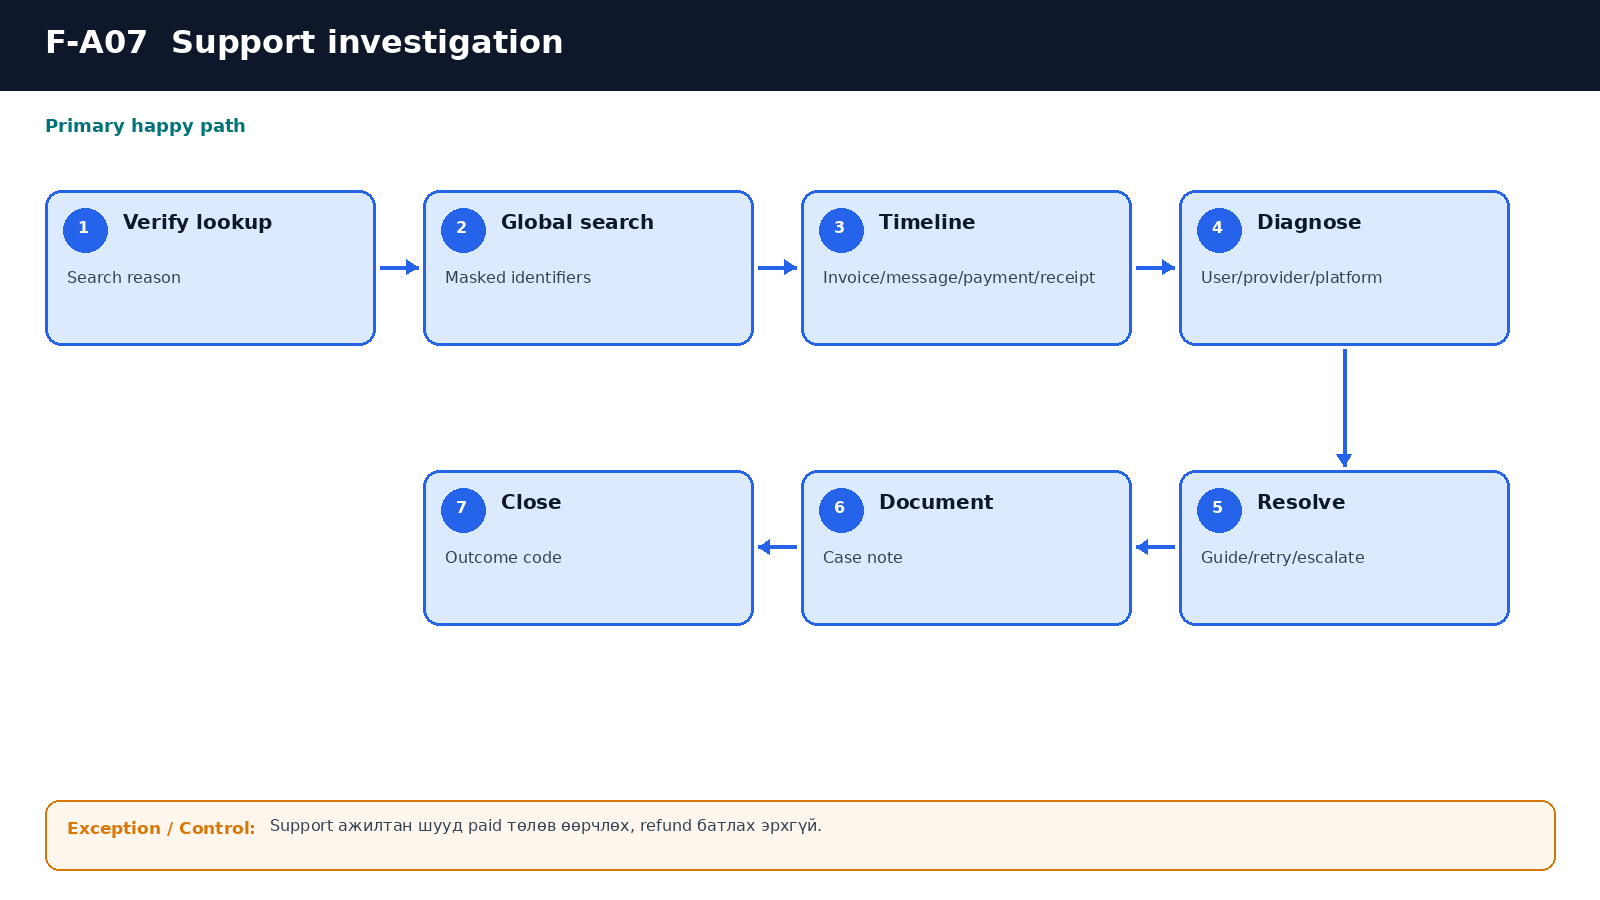 F-A07 Support investigation
Primary happy path
1 Verify lookup
Search reason
2 Global search
Masked identifiers
3 Timeline
Invoice/message/payment/receipt
4 Diagnose
User/provider/platform
7 Close
Outcome code
6 Document
Case note
5 Resolve
Guide/retry/escalate
Exception / Control: Support ажилтан шууд paid төлөв өөрчлөх, refund батлах эрхгүй.